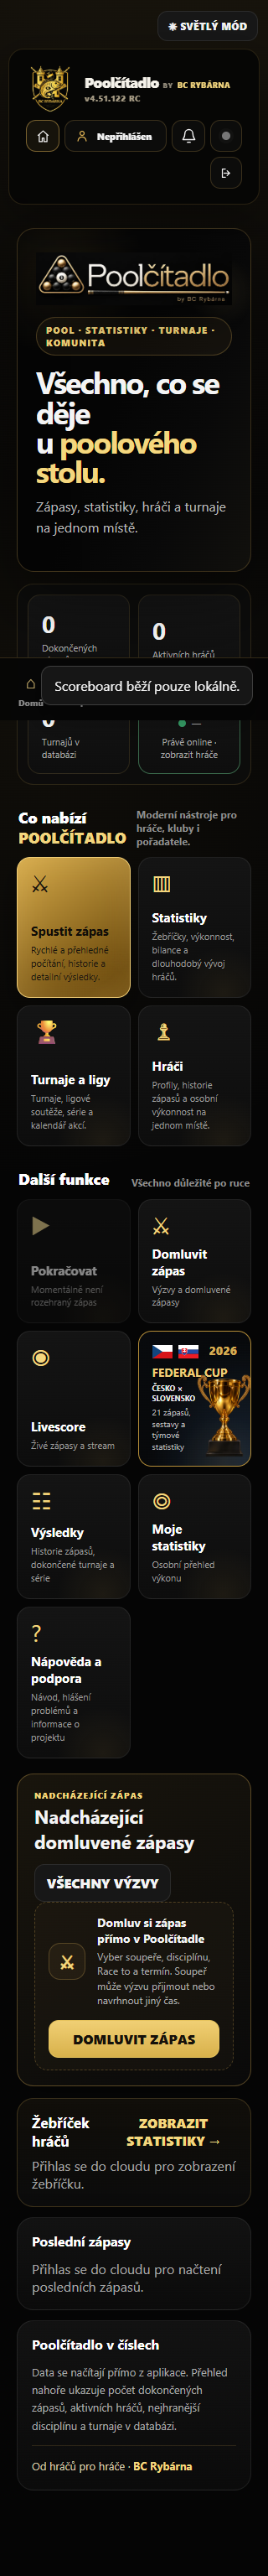 ☀ SVĚTLÝ MÓD
Poolčítadlo BY BC RYBÁRNA
v4.51.122 RC
Nepřihlášen
Poolčítadlo
by BC Rybárna
POOL · STATISTIKY · TURNAJE ·
KOMUNITA
Všechno, co se
děje
u poolového
stolu.
Zápasy, statistiky, hráči a turnaje
na jednom místě.
0
Dokončených
0
Aktivních hráčů
Scoreboard běží pouze lokálně.
Domů
0
Turnajů v
databázi
—
Právě online ·
zobrazit hráče
Co nabízí
POOLČÍTADLO
Moderní nástroje pro
hráče, kluby i
pořadatele.
Spustit zápas
Rychlé a přehledné
počítání, historie a
detailní výsledky.
Statistiky
Žebříčky, výkonnost,
bilance a
dlouhodobý vývoj
hráčů.
Turnaje a ligy
Turnaje, ligové
soutěže, série a
kalendář akcí.
Hráči
Profily, historie
zápasů a osobní
výkonnost na
jednom místě.
Další funkce
Všechno důležité po ruce
Pokračovat
Momentálně není
rozehraný zápas
Domluvit
zápas
Výzvy a domluvené
zápasy
Livescore
Živé zápasy a stream
2026
FEDERAL CUP
ČESKO x
SLOVENSKO
21 zápasů,
sestavy a
týmové
statistiky
Výsledky
Historie zápasů,
dokončené turnaje a
série
Moje
statistiky
Osobní přehled
výkonu
?
Nápověda a
podpora
Návod, hlášení
problémů a
informace o
projektu
NADCHÁZEJÍCÍ ZÁPAS
Nadcházející
domluvené zápasy
VŠECHNY VÝZVY
Domluv si zápas
přímo v Poolčítadle
Vyber soupeře, disciplínu,
Race to a termín. Soupeř
může výzvu přijmout nebo
navrhnout jiný čas.
DOMLUVIT ZÁPAS
Žebříček
hráčů
ZOBRAZIT
STATISTIKY →
Přihlas se do cloudu pro zobrazení
žebříčku.
Poslední zápasy
Přihlas se do cloudu pro načtení
posledních zápasů.
Poolčítadlo v číslech
Data se načítají přímo z aplikace. Přehled
nahoře ukazuje počet dokončených
zápasů, aktivních hráčů, nejhranější
disciplínu a turnaje v databázi.
Od hráčů pro hráče · BC Rybárna